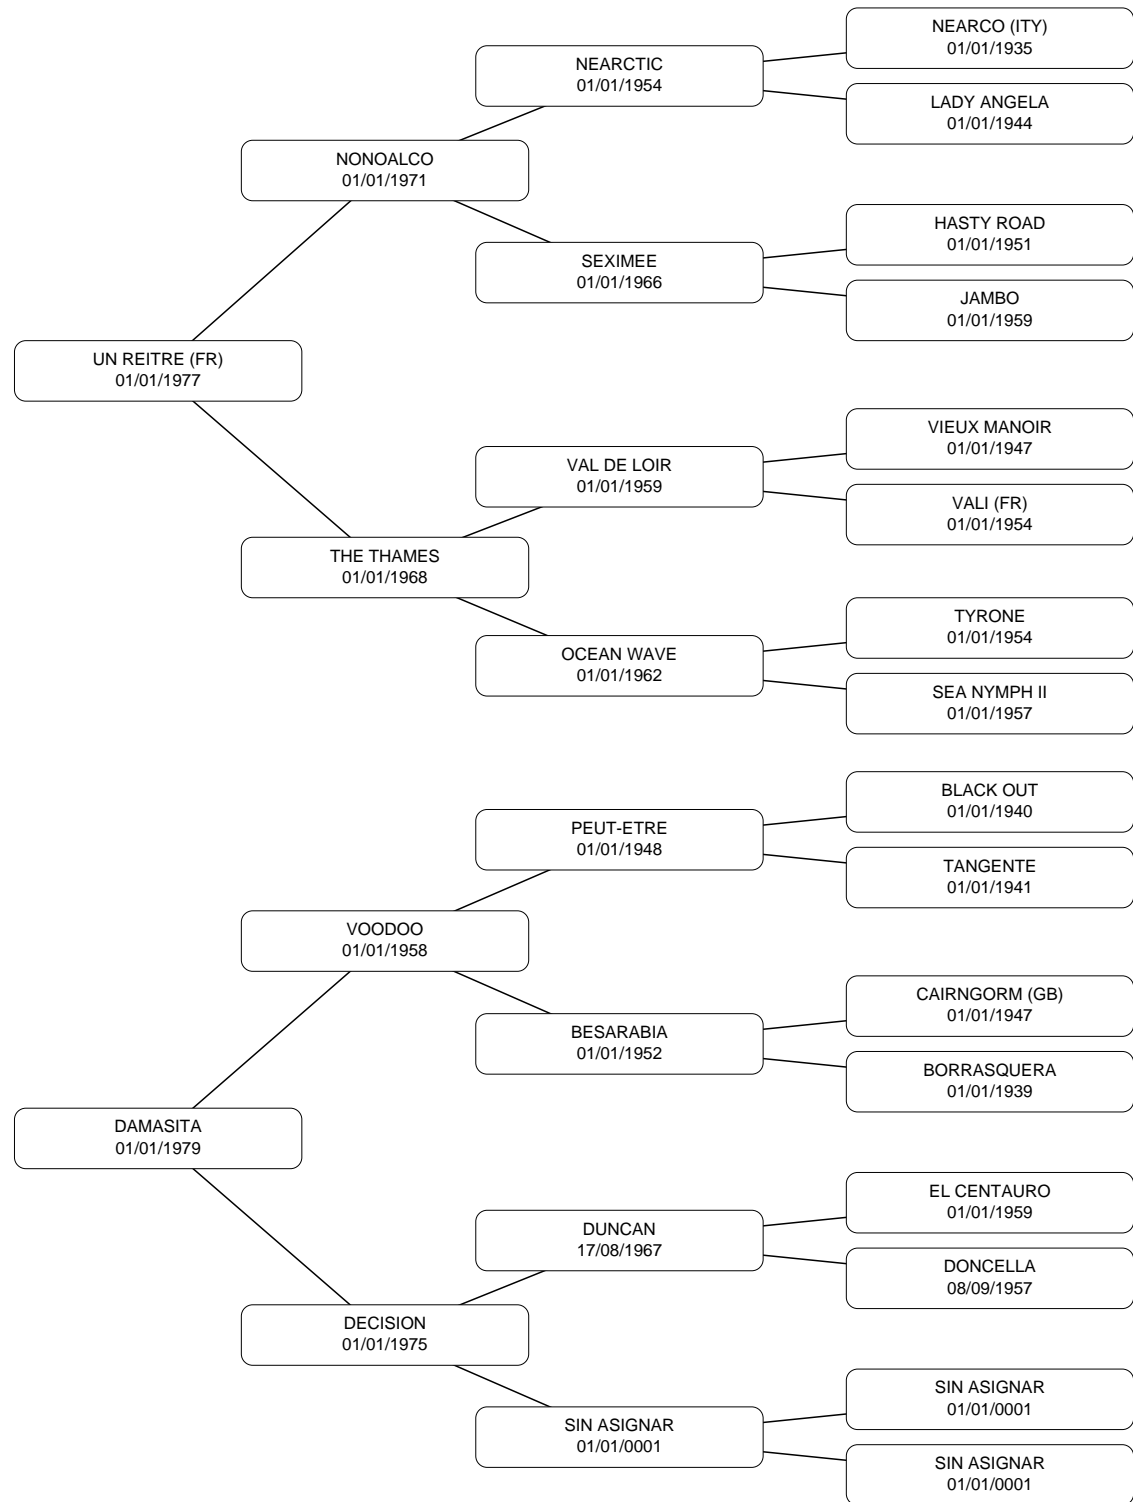 NEARCO (ITY)
01/01/1935
NEARCTIC
01/01/1954
LADY ANGELA
01/01/1944
NONOALCO
01/01/1971
HASTY ROAD
01/01/1951
SEXIMEE
01/01/1966
JAMBO
01/01/1959
UN REITRE (FR)
01/01/1977
VIEUX MANOIR
01/01/1947
VAL DE LOIR
01/01/1959
VALI (FR)
01/01/1954
THE THAMES
01/01/1968
TYRONE
01/01/1954
OCEAN WAVE
01/01/1962
SEA NYMPH II
01/01/1957
BLACK OUT
01/01/1940
PEUT-ETRE
01/01/1948
TANGENTE
01/01/1941
VOODOO
01/01/1958
CAIRNGORM (GB)
01/01/1947
BESARABIA
01/01/1952
BORRASQUERA
01/01/1939
DAMASITA
01/01/1979
EL CENTAURO
01/01/1959
DUNCAN
17/08/1967
DONCELLA
08/09/1957
DECISION
01/01/1975
SIN ASIGNAR
01/01/0001
SIN ASIGNAR
01/01/0001
SIN ASIGNAR
01/01/0001